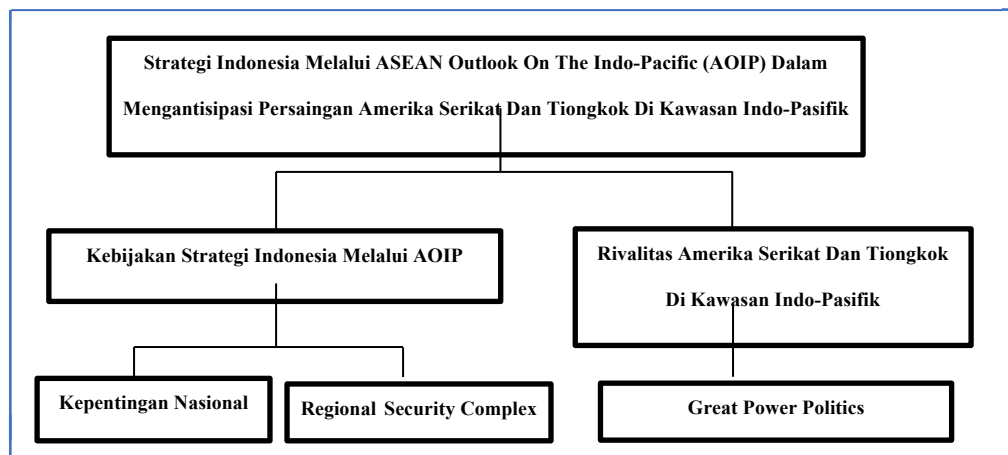 Strategi Indonesia Melalui ASEAN Outlook On The Indo-Pacific (AOIP) Dalam
Mengantisipasi Persaingan Amerika Serikat Dan Tiongkok Di Kawasan Indo-Pasifik
Kebijakan Strategi Indonesia Melalui AOIP
Rivalitas Amerika Serikat Dan Tiongkok
Di Kawasan Indo-Pasifik
Kepentingan Nasional
Regional Security Complex
Great Power Politics